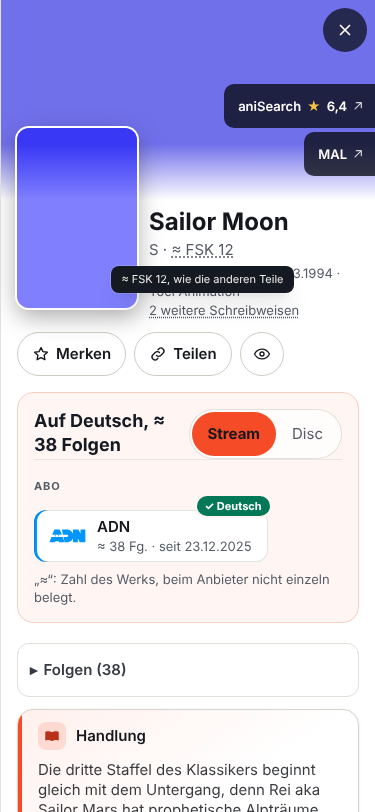 aniSearch ★ 6,4 ↗
MAL ↗
Sailor Moon
S · ≈ FSK 12
3.1994 ·
≈ FSK 12, wie die anderen Teile
2 weitere Schreibweisen
Merken
Teilen
Auf Deutsch, ≈
38 Folgen
Stream
Disc
ABO
✓ Deutsch
ADN
ADN
≈ 38 Fg. · seit 23.12.2025
„≈“: Zahl des Werks, beim Anbieter nicht einzeln
belegt.
▸ Folgen (38)
Handlung
Die dritte Staffel des Klassikers beginnt
gleich mit dem Untergang, denn Rei aka
Sailor Mars hat prophetische Alpträume